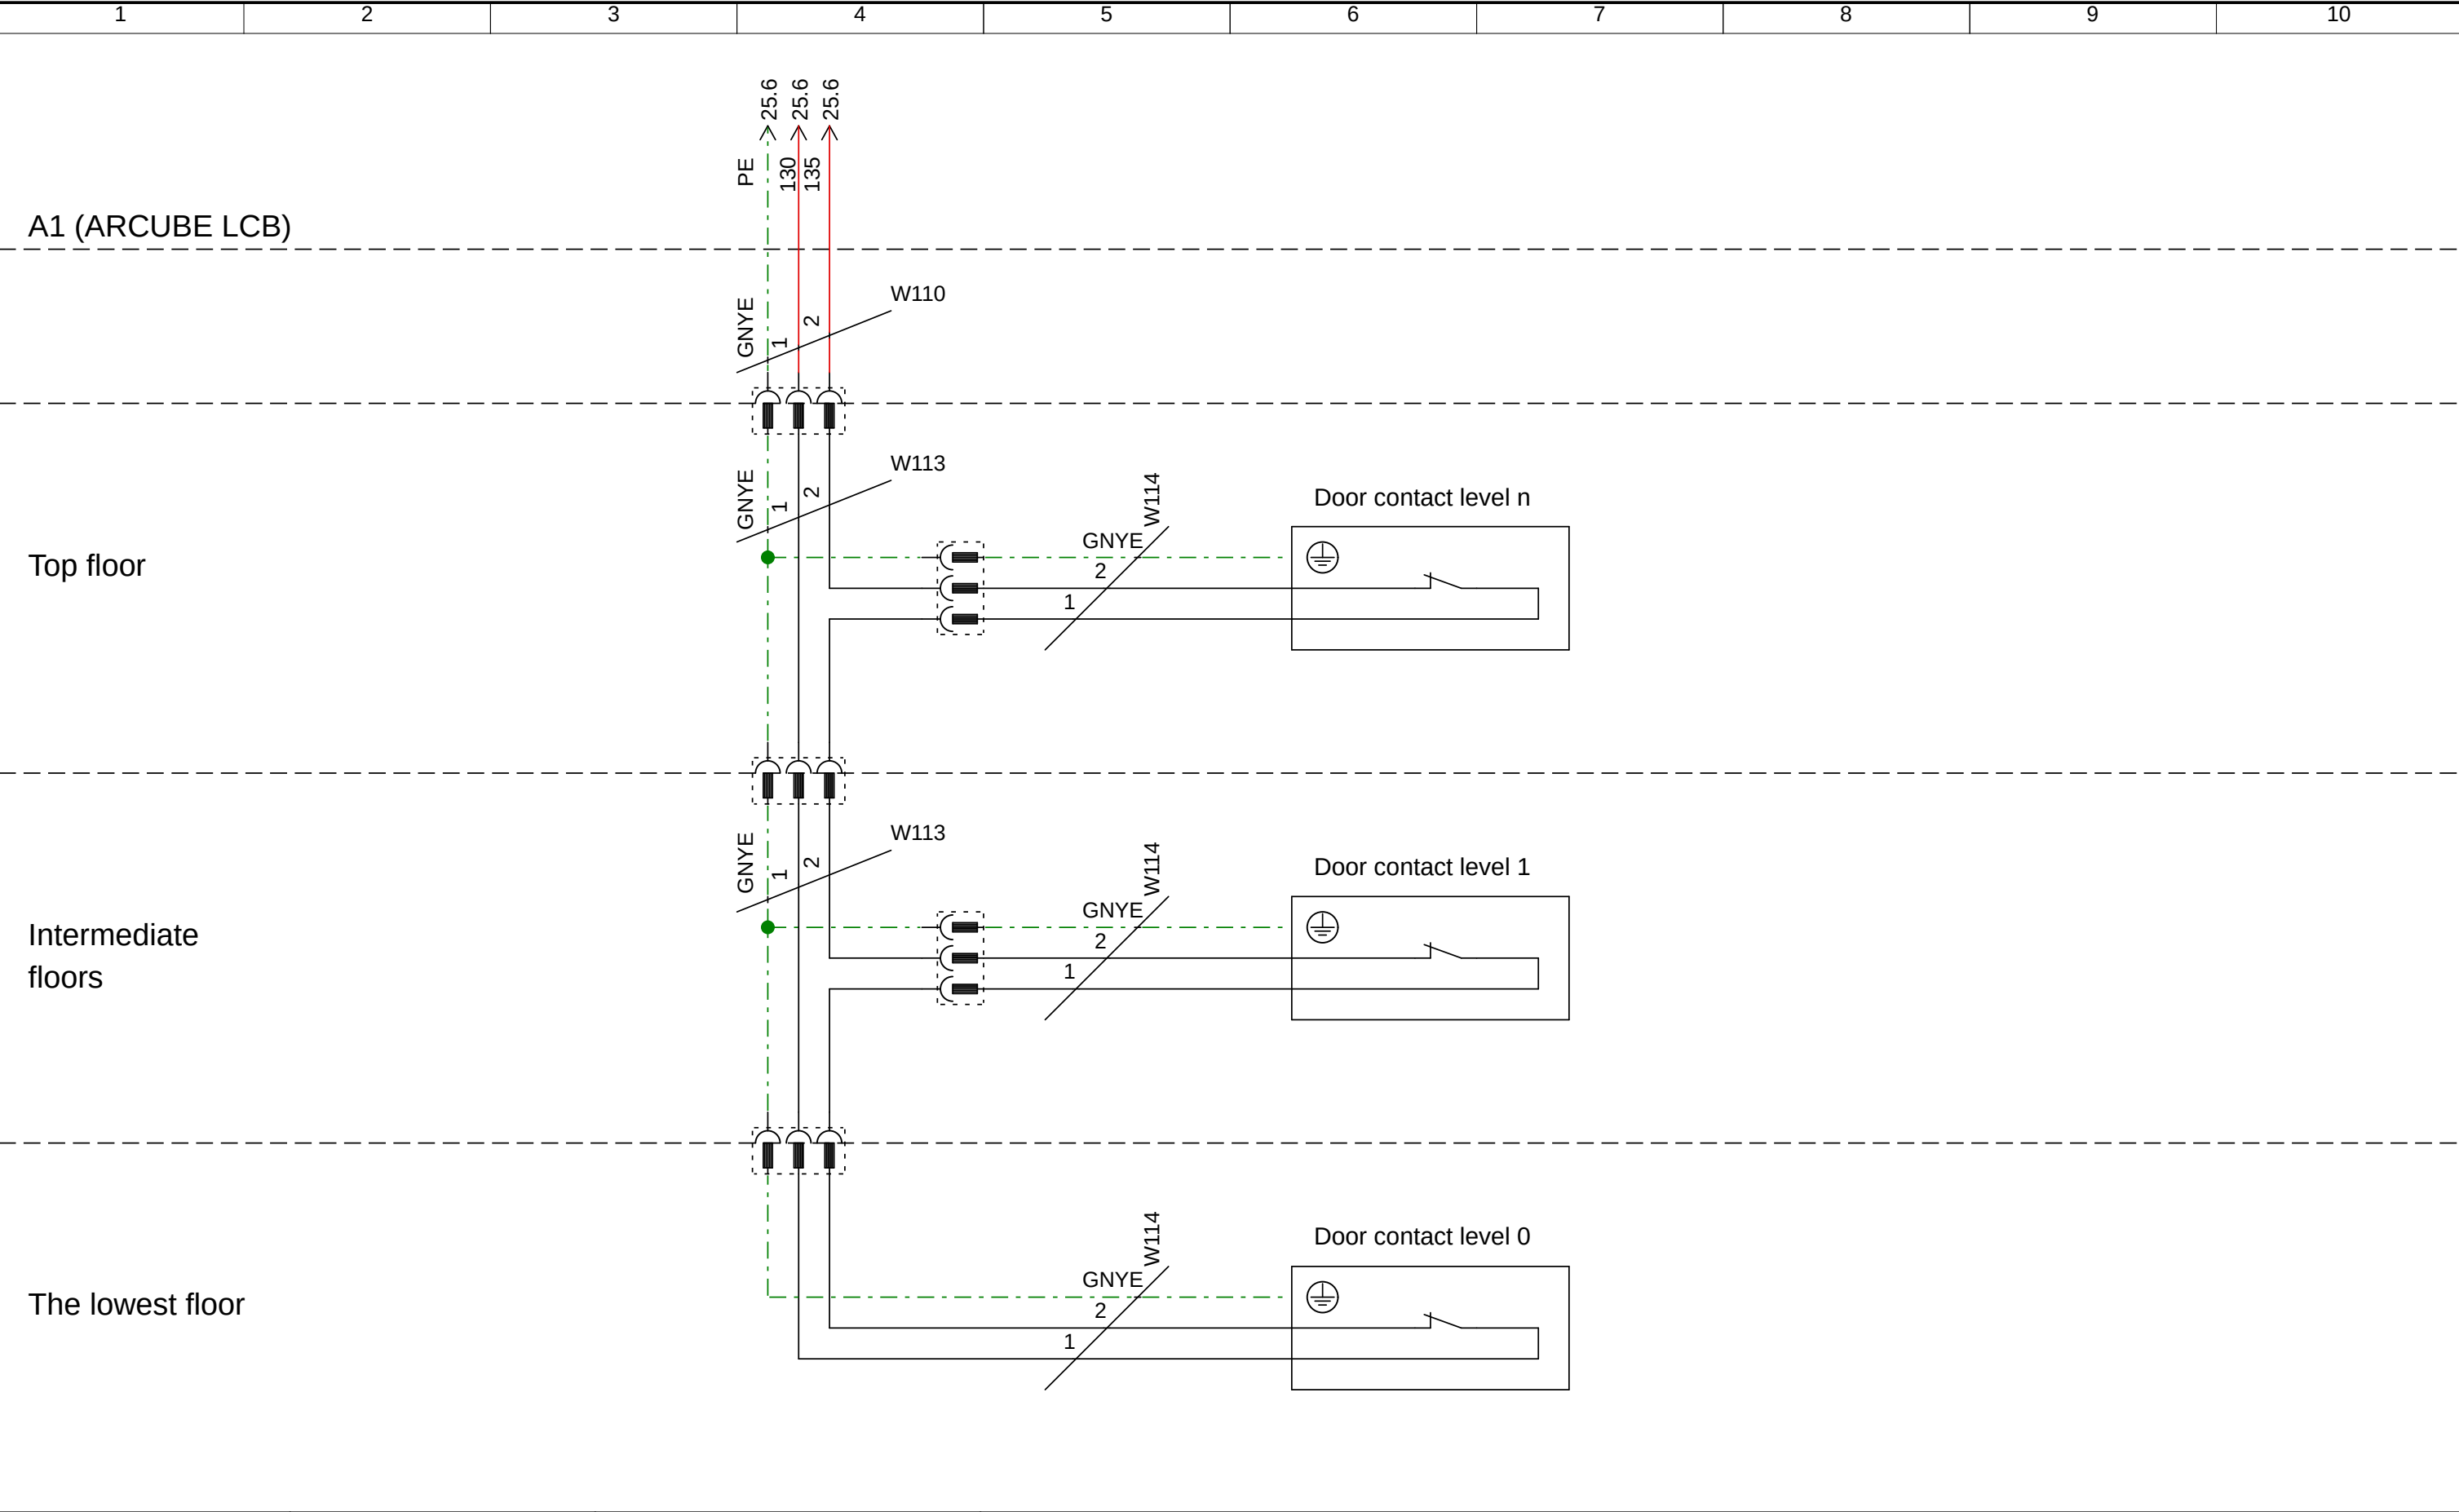 1 2 3 4 5 6 7 8 9 10
25.6 25.6 25.6
PE 130 135
A1 (ARCUBE LCB)
W110
GNYE 1 2
W113
GNYE 1 2
W114
Door contact level n
GNYE
Top floor
2
1
W113
GNYE 1 2
W114
Door contact level 1
GNYE
Intermediate
floors
2
1
W114
Door contact level 0
GNYE
The lowest floor
2
1